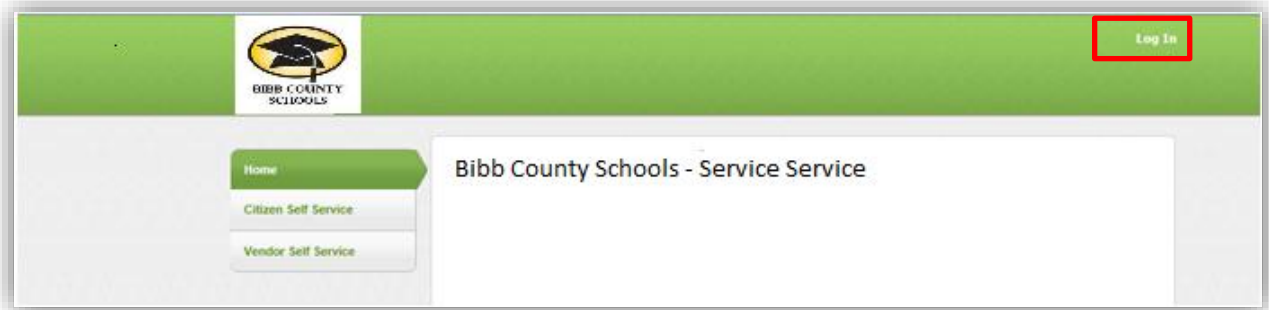 Log In
BIBB COUNTY
SCHOOLS
Home
Bibb County Schools - Service Service
Citizen Self Service
Vendor Self Service